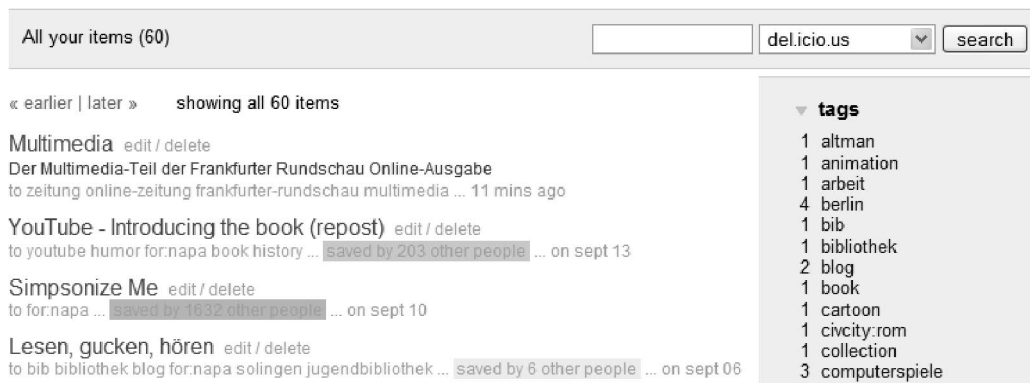 All your items (60)
del.icio.us
search
« earlier | later » showing all 60 items
Multimedia edit / delete
Der Multimedia-Teil der Frankfurter Rundschau Online-Ausgabe
to zeitung online-zeitung frankfurter-rundschau multimedia ... 11 mins ago
YouTube - Introducing the book (repost) edit / delete
to youtube humor for:napa book history ... saved by 203 other people ... on sept 13
Simpsonize Me edit / delete
to for:napa ... saved by 1632 other people ... on sept 10
Lesen, gucken, hören edit / delete
to bib bibliothek blog for:napa solingen jugendbibliothek ... saved by 6 other people ... on sept 06
tags
1 altman
1 animation
1 arbeit
4 berlin
1 bib
1 bibliothek
2 blog
1 book
1 cartoon
1 civcity:rom
1 collection
3 computerspiele